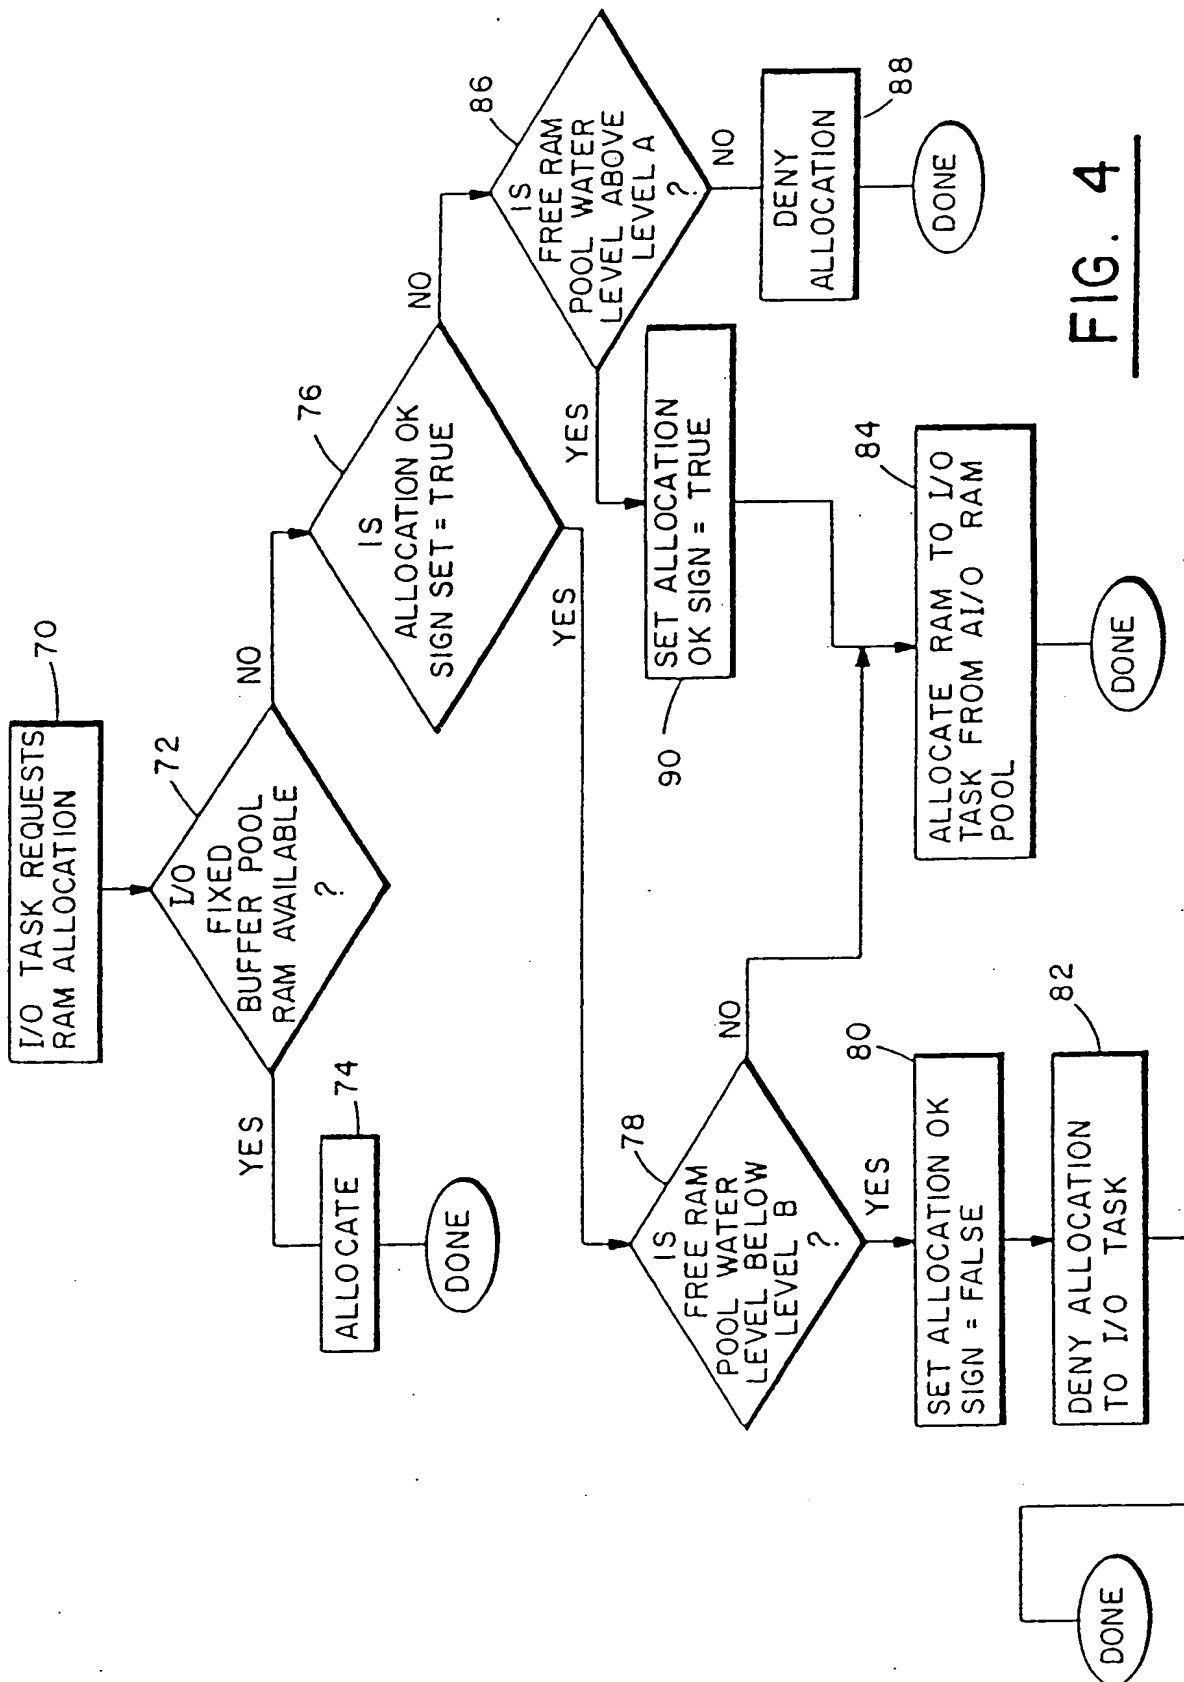 I/O TASK REQUESTS
RAM ALLOCATION
70
I/O
FIXED
BUFFER POOL
RAM AVAILABLE
?
72
YES
NO
ALLOCATE
74
DONE
IS
ALLOCATION OK
SIGN SET = TRUE
76
YES
NO
IS
FREE RAM
POOL WATER
LEVEL BELOW
LEVEL B
?
78
YES
NO
SET ALLOCATION OK
SIGN = FALSE
80
DENY ALLOCATION
TO I/O TASK
82
DONE
IS
FREE RAM
POOL WATER
LEVEL ABOVE
LEVEL A
?
86
YES
NO
SET ALLOCATION
OK SIGN = TRUE
90
DENY
ALLOCATION
88
DONE
ALLOCATE RAM TO I/O
TASK FROM AI/O RAM
POOL
84
DONE
FIG. 4